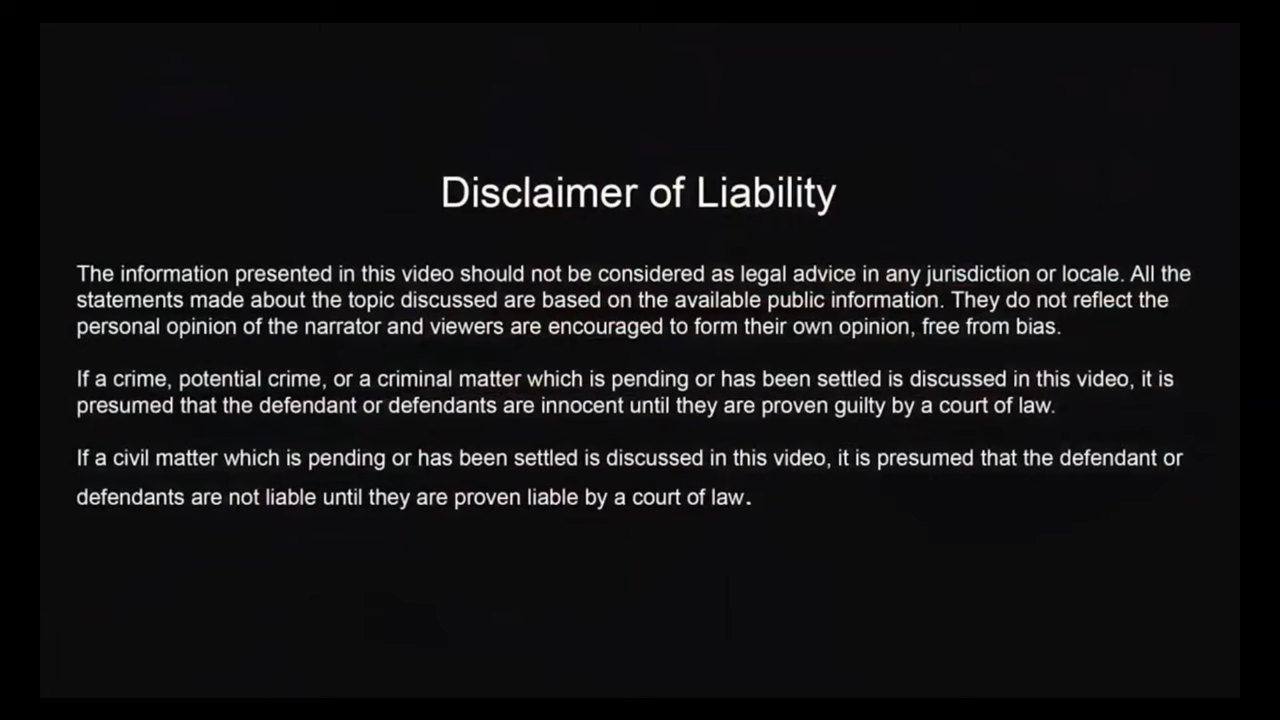 Disclaimer of Liability
The information presented in this video should not be considered as legal advice in any jurisdiction or locale. All the
statements made about the topic discussed are based on the available public information. They do not reflect the
personal opinion of the narrator and viewers are encouraged to form their own opinion, free from bias.
If a crime, potential crime, or a criminal matter which is pending or has been settled is discussed in this video, it is
presumed that the defendant or defendants are innocent until they are proven guilty by a court of law.
If a civil matter which is pending or has been settled is discussed in this video, it is presumed that the defendant or
defendants are not liable until they are proven liable by a court of law.